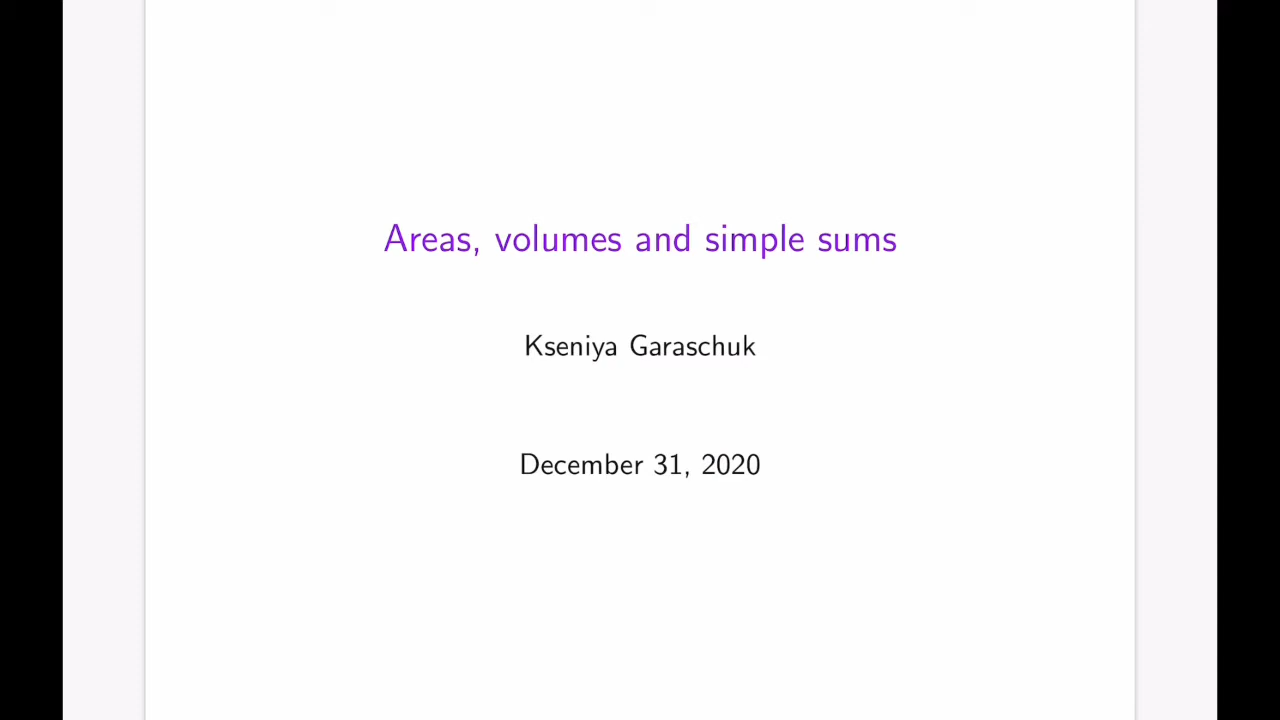 Areas, volumes and simple sums
Kseniya Garaschuk
December 31, 2020